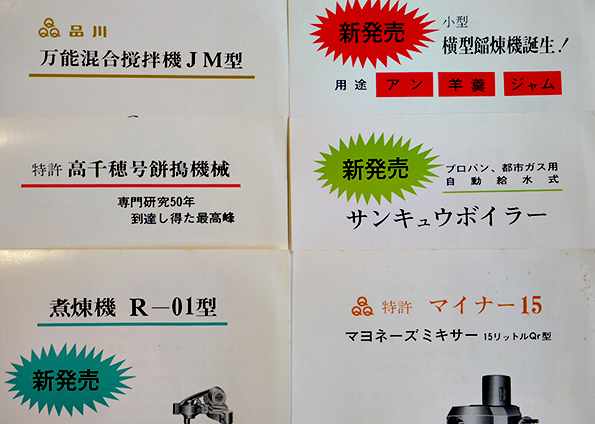 品川
万能混合撹拌機JM型
新発売
小型
横型餡煉機誕生!
用途 アン 羊羹 ジャム
特許 高千穂号餅搗機械
専門研究50年
到達し得た最高峰
新発売
プロパン、都市ガス用
自動給水式
サンキュウボイラー
煮煉機 R—01型
新発売
特許 マイナー15
マヨネーズミキサー 15リットルQr型